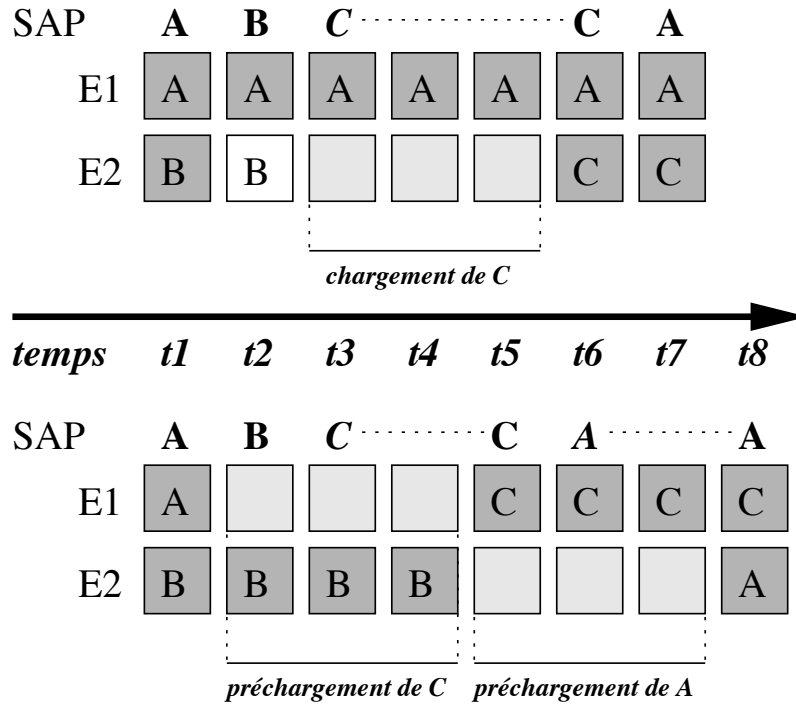 SAP A B C C A
E1 A A A A A A A
E2 B B C C
chargement de C
temps t1 t2 t3 t4 t5 t6 t7 t8
SAP A B C C A A
E1 A C C C C
E2 B B B B A
préchargement de C préchargement de A